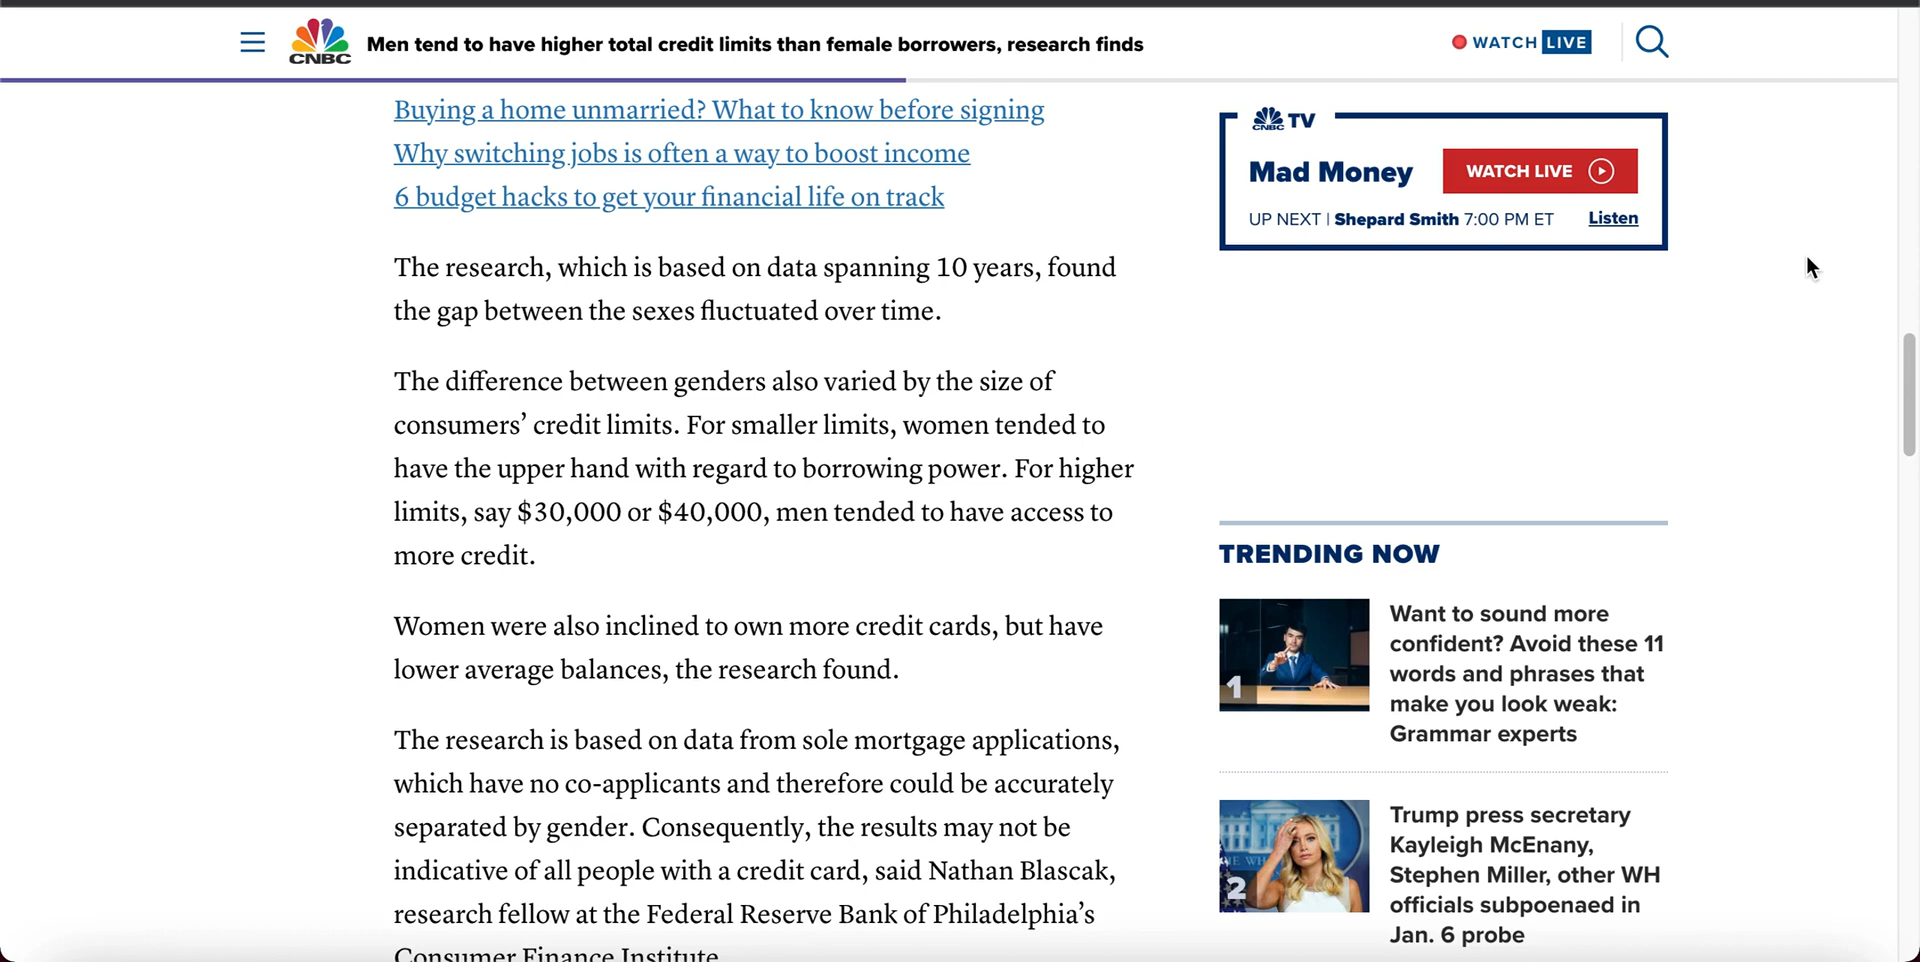 CNBC
Men tend to have higher total credit limits than female borrowers, research finds
WATCH LIVE
Buying a home unmarried? What to know before signing
Why switching jobs is often a way to boost income
6 budget hacks to get your financial life on track
The research, which is based on data spanning 10 years, found
the gap between the sexes fluctuated over time.
The difference between genders also varied by the size of
consumers’ credit limits. For smaller limits, women tended to
have the upper hand with regard to borrowing power. For higher
limits, say $30,000 or $40,000, men tended to have access to
more credit.
Women were also inclined to own more credit cards, but have
lower average balances, the research found.
The research is based on data from sole mortgage applications,
which have no co-applicants and therefore could be accurately
separated by gender. Consequently, the results may not be
indicative of all people with a credit card, said Nathan Blascak,
research fellow at the Federal Reserve Bank of Philadelphia’s
Consumer Finance Institute
CNBC TV
Mad Money
WATCH LIVE
UP NEXT | Shepard Smith 7:00 PM ET
Listen
TRENDING NOW
1
Want to sound more
confident? Avoid these 11
words and phrases that
make you look weak:
Grammar experts
2
Trump press secretary
Kayleigh McEnany,
Stephen Miller, other WH
officials subpoenaed in
Jan. 6 probe